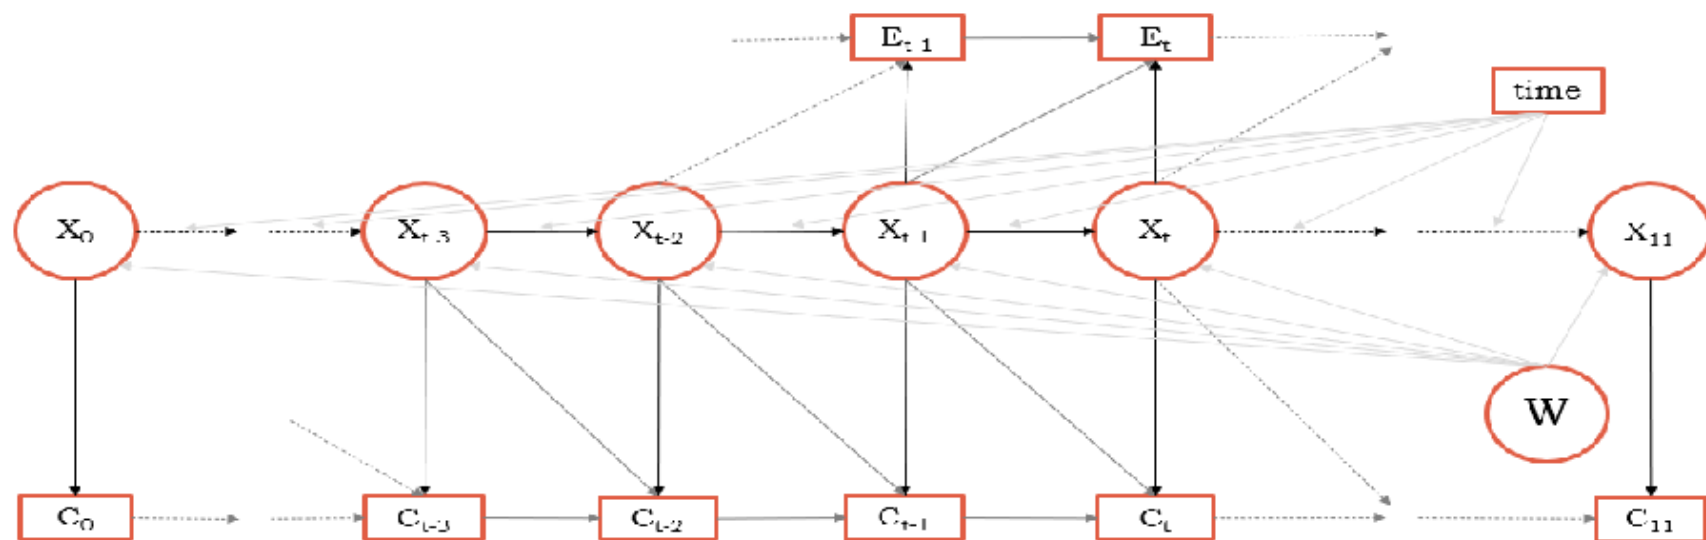 E_{t-1} E_t
time
X_0 X_{t-3} X_{t-2} X_{t-1} X_t X_{11}
W
C_0 C_{t-3} C_{t-2} C_{t-1} C_t C_{11}